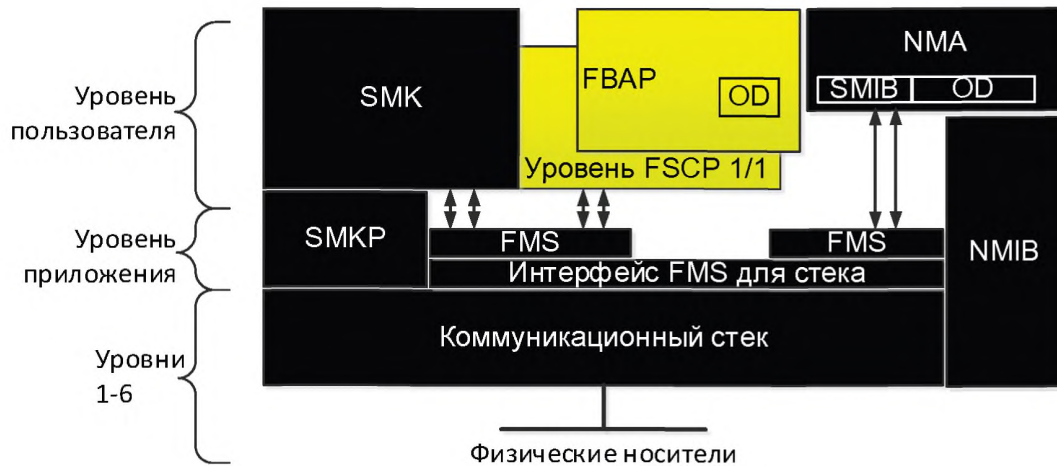 Уровень
пользователя
SMK
FBAP
OD
Уровень FSCP 1/1
NMA
SMIB
OD
Уровень
приложения
SMKP
FMS
FMS
Интерфейс FMS для стека
NMIB
Уровни
1-6
Коммуникационный стек
Физические носители